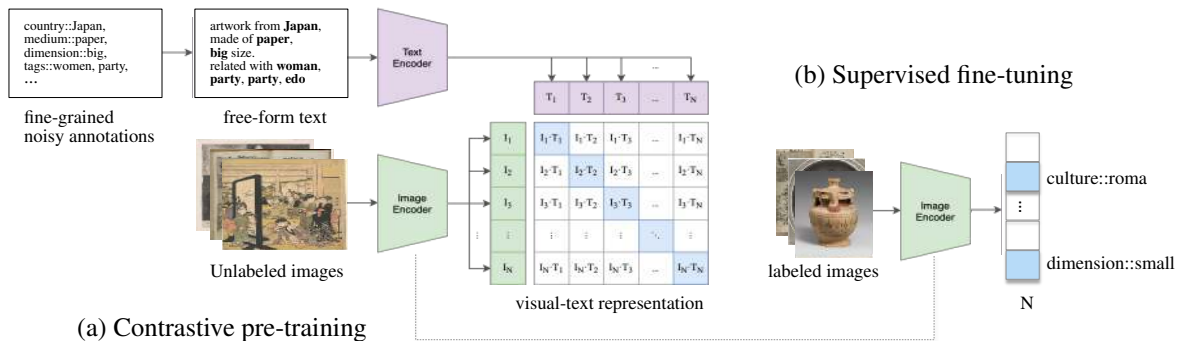 country::Japan,
medium::paper,
dimension::big,
tags::women, party,
...
fine-grained
noisy annotations
artwork from Japan,
made of paper,
big size.
related with woman,
party, party, edo
free-form text
Text
Encoder
...
T1 T2 T3 ... TN
Unlabeled images
Image
Encoder
I1 I1·T1 I1·T2 I1·T3 ... I1·TN
I2 I2·T1 I2·T2 I2·T3 ... I2·TN
I3 I3·T1 I3·T2 I3·T3 ... I3·TN
⋮ ⋮ ⋮ ⋮ ⋱ ⋮
IN IN·T1 IN·T2 IN·T3 ... IN·TN
visual-text representation
(a) Contrastive pre-training
(b) Supervised fine-tuning
labeled images
Image
Encoder
culture::roma
⋮
dimension::small
N